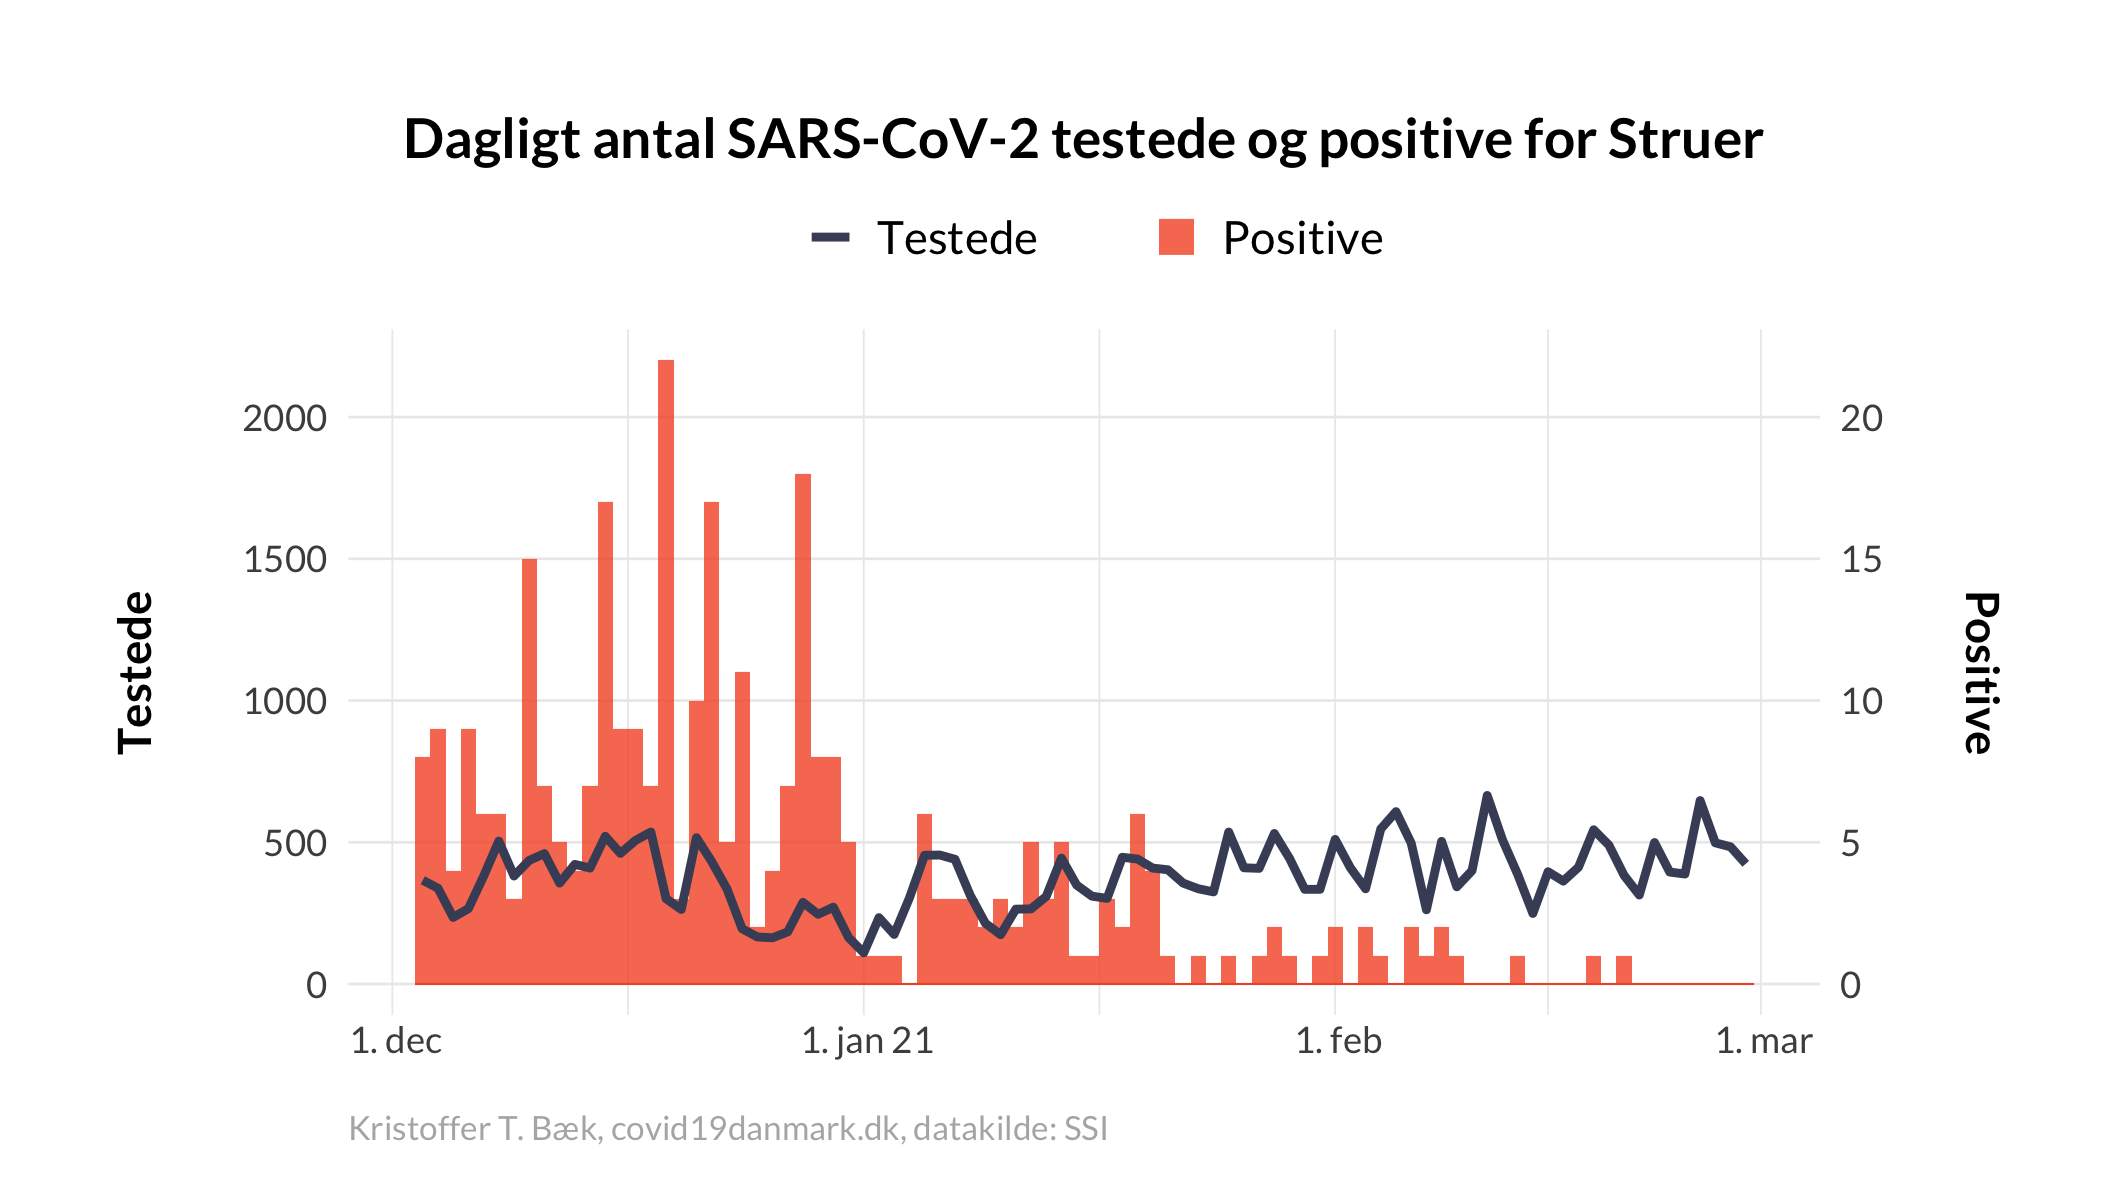 Dagligt antal SARS-CoV-2 testede og positive for Struer
Testede
Positive
2000
1500
1000
500
0
20
15
10
5
0
Testede
Positive
1. dec
1. jan 21
1. feb
1. mar
Kristoffer T. Bæk, covid19danmark.dk, datakilde: SSI